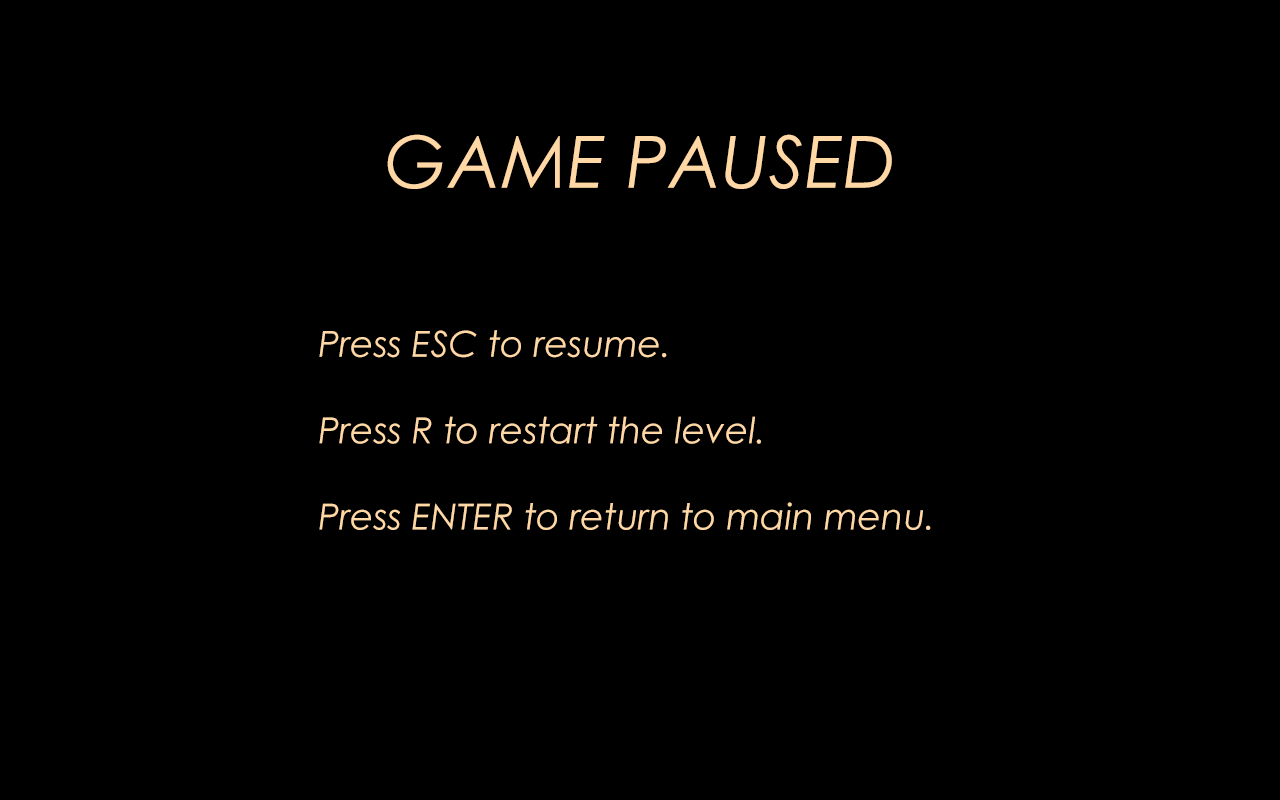 GAME PAUSED
Press ESC to resume.
Press R to restart the level.
Press ENTER to return to main menu.